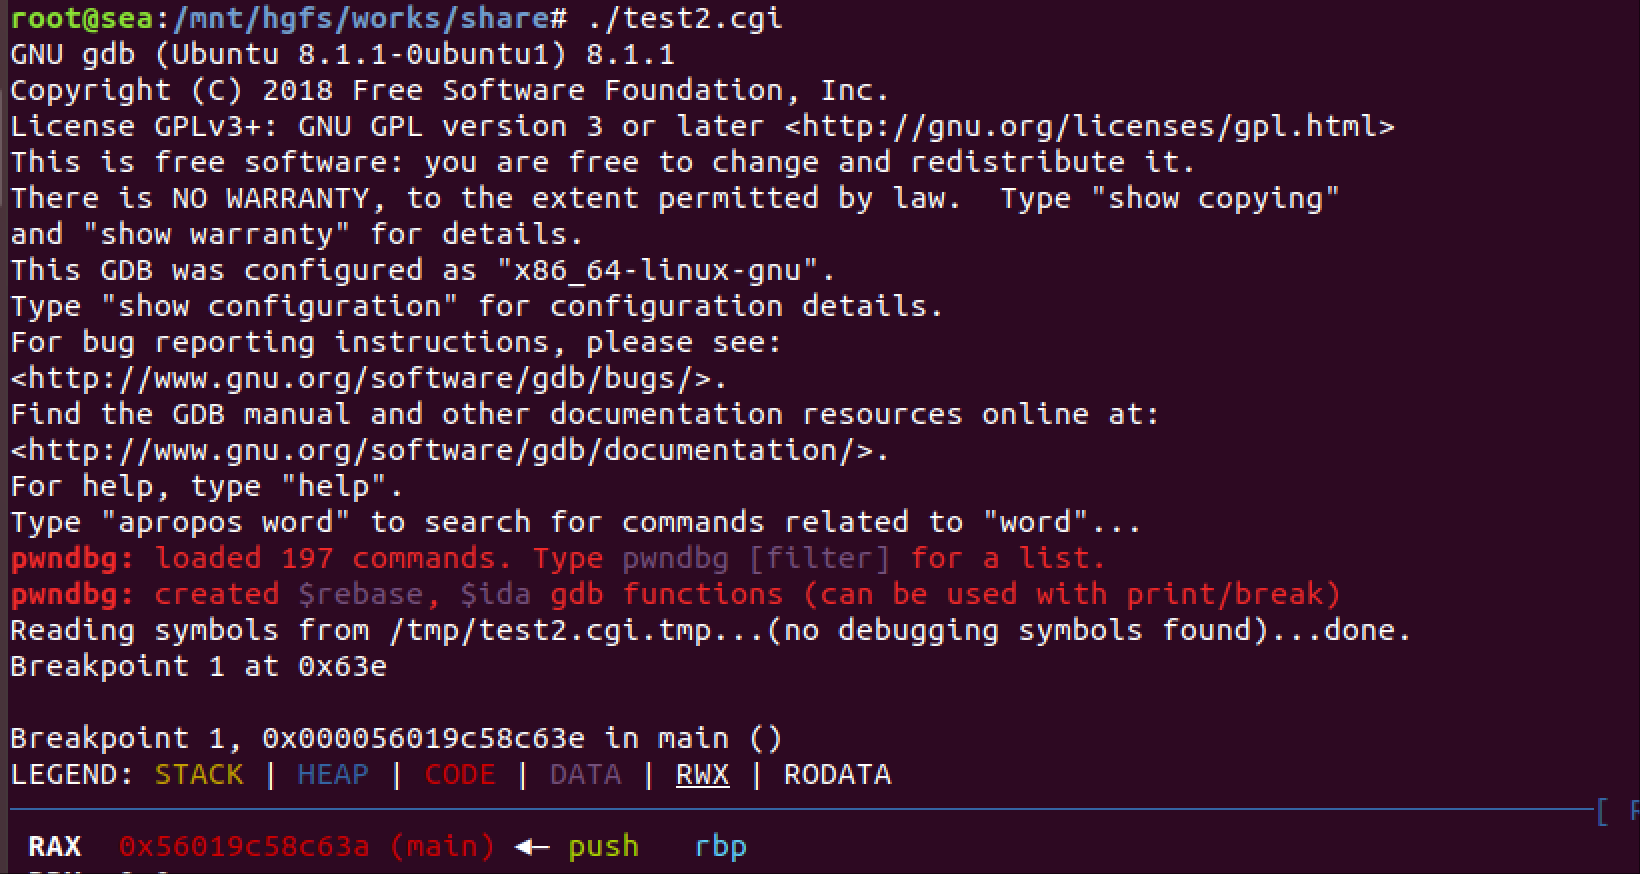 root@sea:/mnt/hgfs/works/share# ./test2.cgi
GNU gdb (Ubuntu 8.1.1-0ubuntu1) 8.1.1
Copyright (C) 2018 Free Software Foundation, Inc.
License GPLv3+: GNU GPL version 3 or later <http://gnu.org/licenses/gpl.html>
This is free software: you are free to change and redistribute it.
There is NO WARRANTY, to the extent permitted by law.  Type "show copying"
and "show warranty" for details.
This GDB was configured as "x86_64-linux-gnu".
Type "show configuration" for configuration details.
For bug reporting instructions, please see:
<http://www.gnu.org/software/gdb/bugs/>.
Find the GDB manual and other documentation resources online at:
<http://www.gnu.org/software/gdb/documentation/>.
For help, type "help".
Type "apropos word" to search for commands related to "word"...
pwndbg: loaded 197 commands. Type pwndbg [filter] for a list.
pwndbg: created $rebase, $ida gdb functions (can be used with print/break)
Reading symbols from /tmp/test2.cgi.tmp...(no debugging symbols found)...done.
Breakpoint 1 at 0x63e
Breakpoint 1, 0x000056019c58c63e in main ()
LEGEND: STACK | HEAP | CODE | DATA | RWX | RODATA
[
RAX  0x56019c58c63a (main) ◂— push   rbp